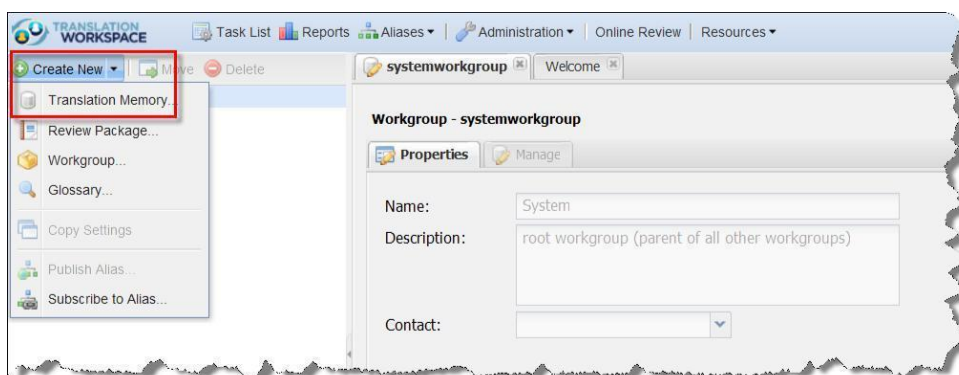 TRANSLATION
WORKSPACE
Task List Reports Aliases Administration Online Review Resources
Create New Move Delete
Translation Memory...
Review Package...
Workgroup...
Glossary...
Copy Settings
Publish Alias...
Subscribe to Alias...
systemworkgroup Welcome
Workgroup - systemworkgroup
Properties Manage
Name: System
Description: root workgroup (parent of all other workgroups)
Contact: